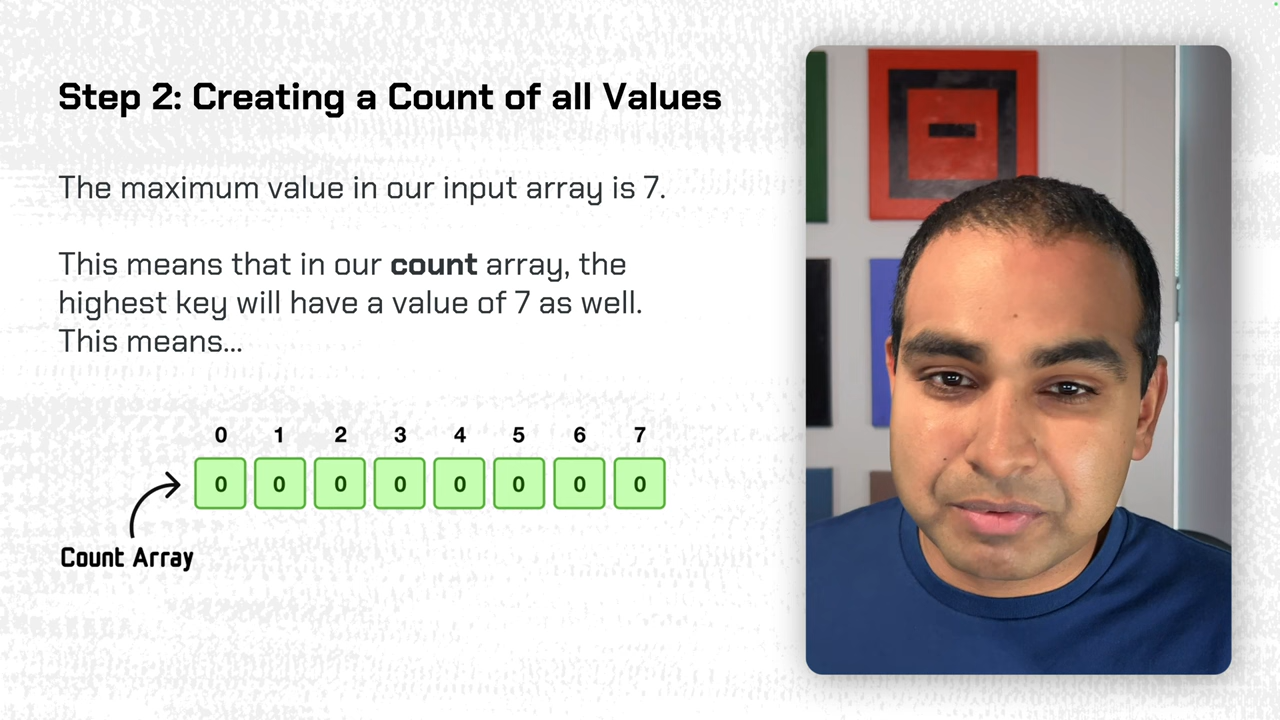 Step 2: Creating a Count of all Values
The maximum value in our input array is 7.
This means that in our count array, the
highest key will have a value of 7 as well.
This means...
0 1 2 3 4 5 6 7
0 0 0 0 0 0 0 0
Count Array